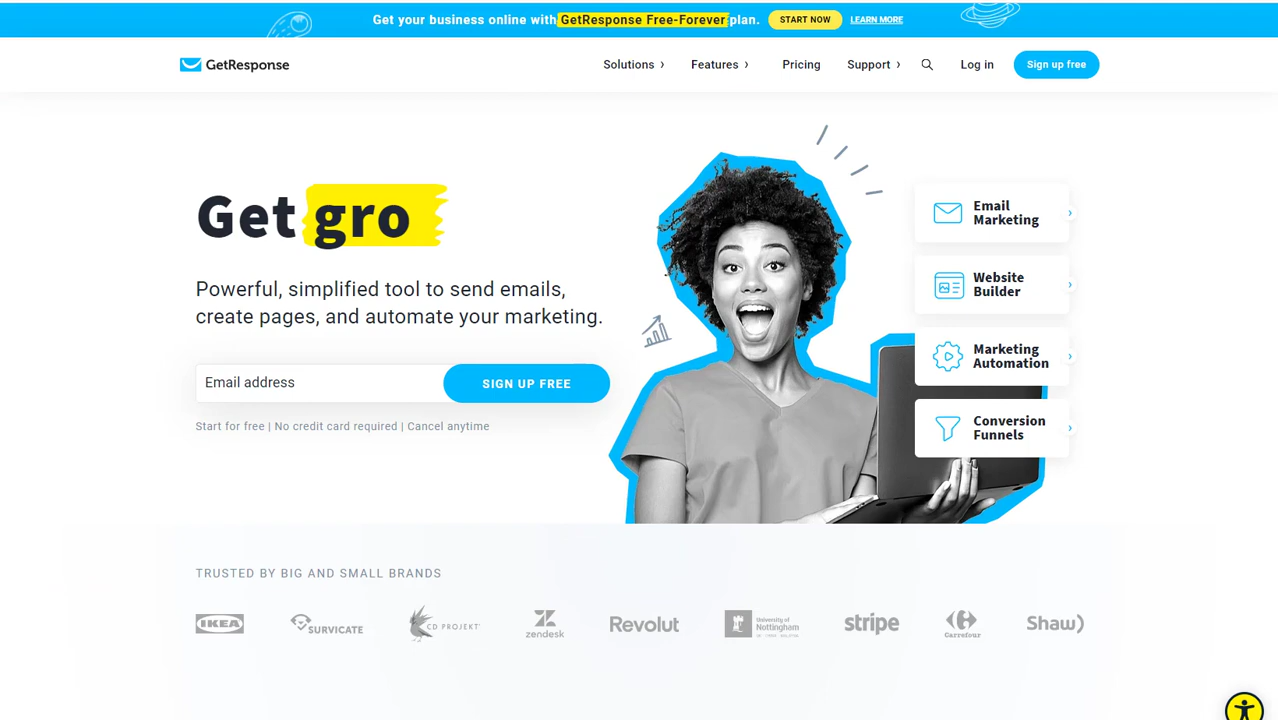 Get your business online with GetResponse Free-Forever plan. START NOW LEARN MORE
GetResponse Solutions Features Pricing Support Log in Sign up free
Get gro
Powerful, simplified tool to send emails,
create pages, and automate your marketing.
Email address SIGN UP FREE
Start for free | No credit card required | Cancel anytime
Email
Marketing
Website
Builder
Marketing
Automation
Conversion
Funnels
TRUSTED BY BIG AND SMALL BRANDS
IKEA
SURVICATE
CD PROJEKT
zendesk
Revolut
University of
Nottingham
stripe
Carrefour
Shaw)